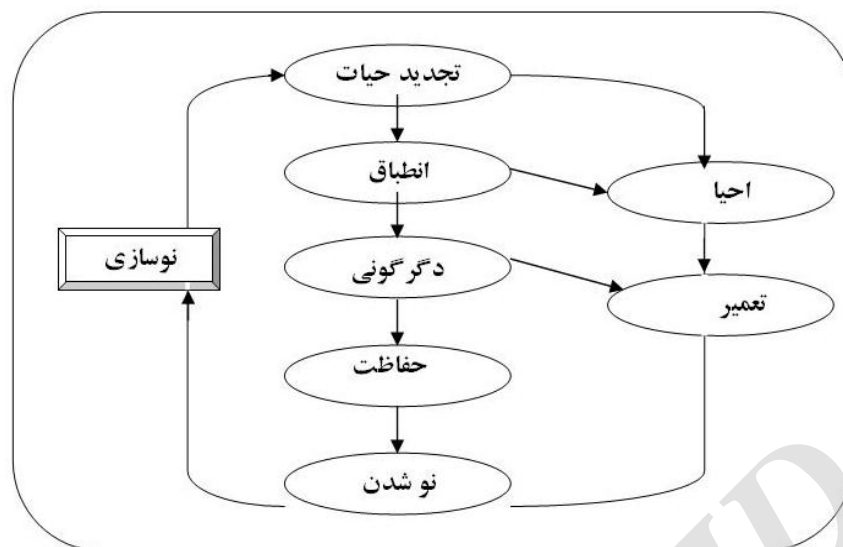 تجدید حیات
انطباق
احیا
نوسازی
دگرگونی
تعمیر
حفاظت
نو شدن